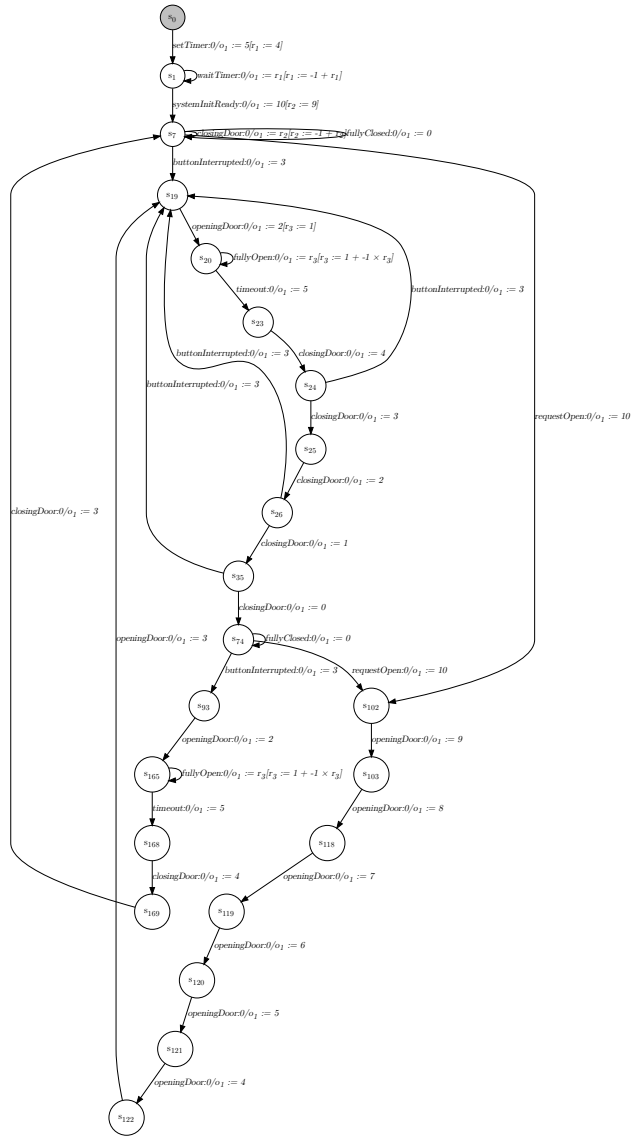 s0
setTimer:0/o1 := 5[r1 := 4]
s1
waitTimer:0/o1 := r1[r1 := -1 + r1]
systemInitReady:0/o1 := 10[r2 := 9]
s7
closingDoor:0/o1 := r2[r2 := -1 + r2]
fullyClosed:0/o1 := 0
buttonInterrupted:0/o1 := 3
s19
openingDoor:0/o1 := 2[r3 := 1]
s20
fullyOpen:0/o1 := r3[r3 := 1 + -1 × r3]
timeout:0/o1 := 5
buttonInterrupted:0/o1 := 3
s23
buttonInterrupted:0/o1 := 3
closingDoor:0/o1 := 4
buttonInterrupted:0/o1 := 3
s24
closingDoor:0/o1 := 3
requestOpen:0/o1 := 10
s25
closingDoor:0/o1 := 2
closingDoor:0/o1 := 3
s26
closingDoor:0/o1 := 1
s35
closingDoor:0/o1 := 0
openingDoor:0/o1 := 3
s74
fullyClosed:0/o1 := 0
buttonInterrupted:0/o1 := 3
requestOpen:0/o1 := 10
s93
s102
openingDoor:0/o1 := 2
openingDoor:0/o1 := 9
s165
fullyOpen:0/o1 := r3[r3 := 1 + -1 × r3]
s103
timeout:0/o1 := 5
openingDoor:0/o1 := 8
s168
s118
closingDoor:0/o1 := 4
openingDoor:0/o1 := 7
s169
s119
openingDoor:0/o1 := 6
s120
openingDoor:0/o1 := 5
s121
openingDoor:0/o1 := 4
s122